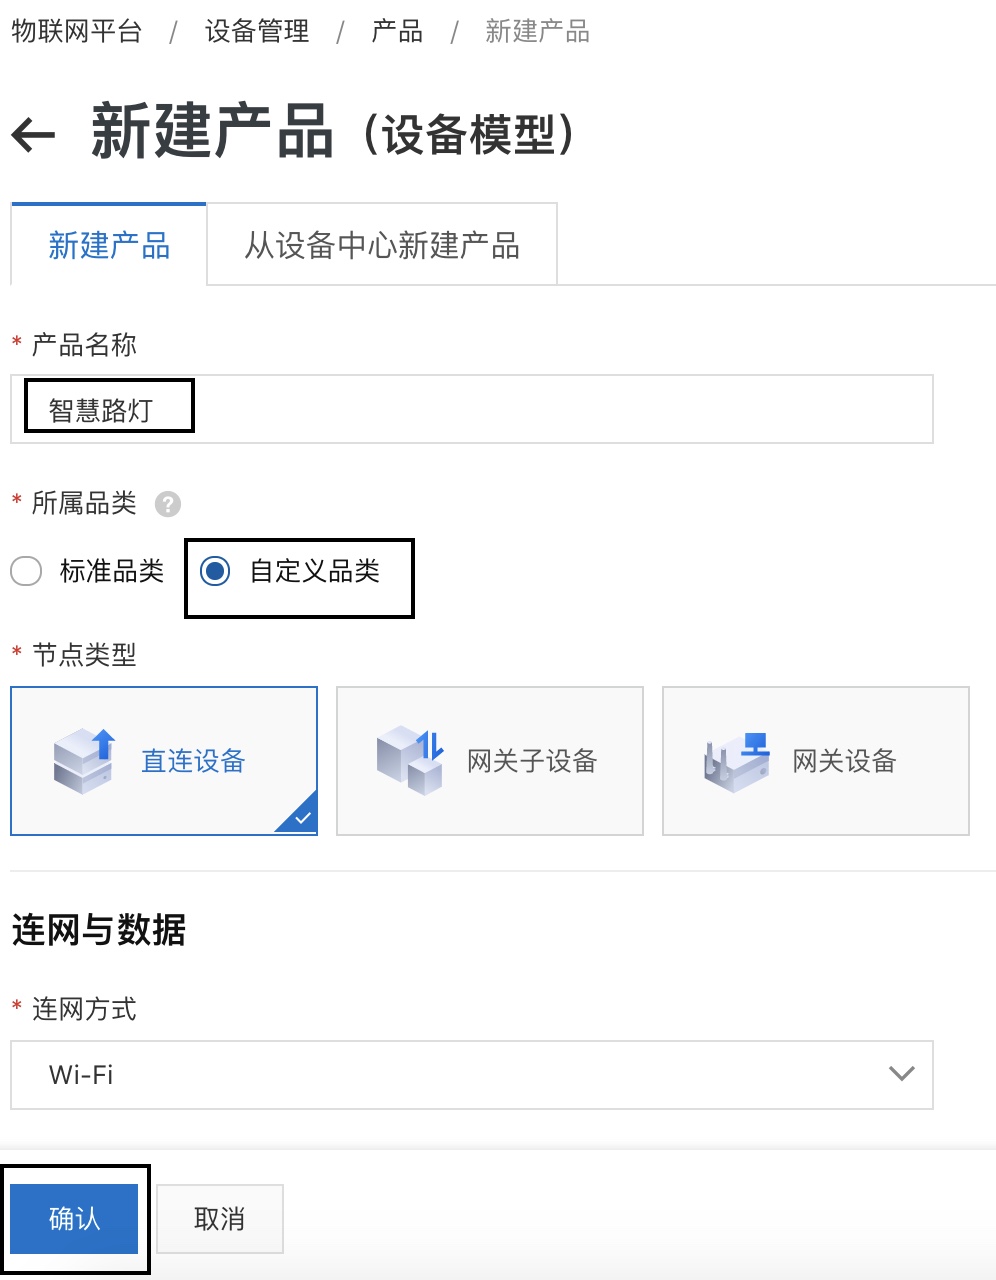 物联网平台 / 设备管理 / 产品 / 新建产品
← 新建产品（设备模型）
新建产品 从设备中心新建产品
* 产品名称
智慧路灯
* 所属品类 ?
标准品类 自定义品类
* 节点类型
直连设备 网关子设备 网关设备
连网与数据
* 连网方式
Wi-Fi
确认 取消